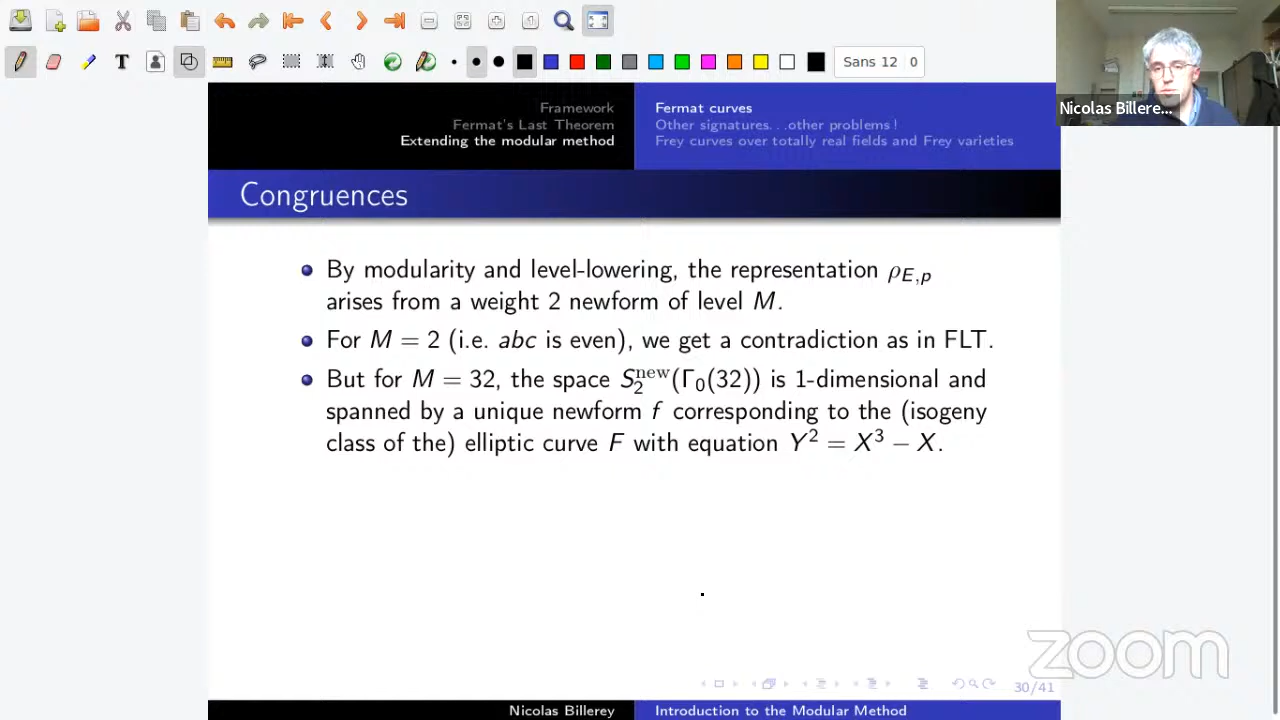 T
Sans 12 0
Nicolas Billere...
Framework
Fermat's Last Theorem
Extending the modular method
Fermat curves
Other signatures...other problems!
Frey curves over totally real fields and Frey varieties
Congruences
By modularity and level-lowering, the representation ρ_{E,p}
arises from a weight 2 newform of level M.
For M = 2 (i.e. abc is even), we get a contradiction as in FLT.
But for M = 32, the space S_2^{new}(Γ_0(32)) is 1-dimensional and
spanned by a unique newform f corresponding to the (isogeny
class of the) elliptic curve F with equation Y² = X³ − X.
zoom
30/41
Nicolas Billerey
Introduction to the Modular Method